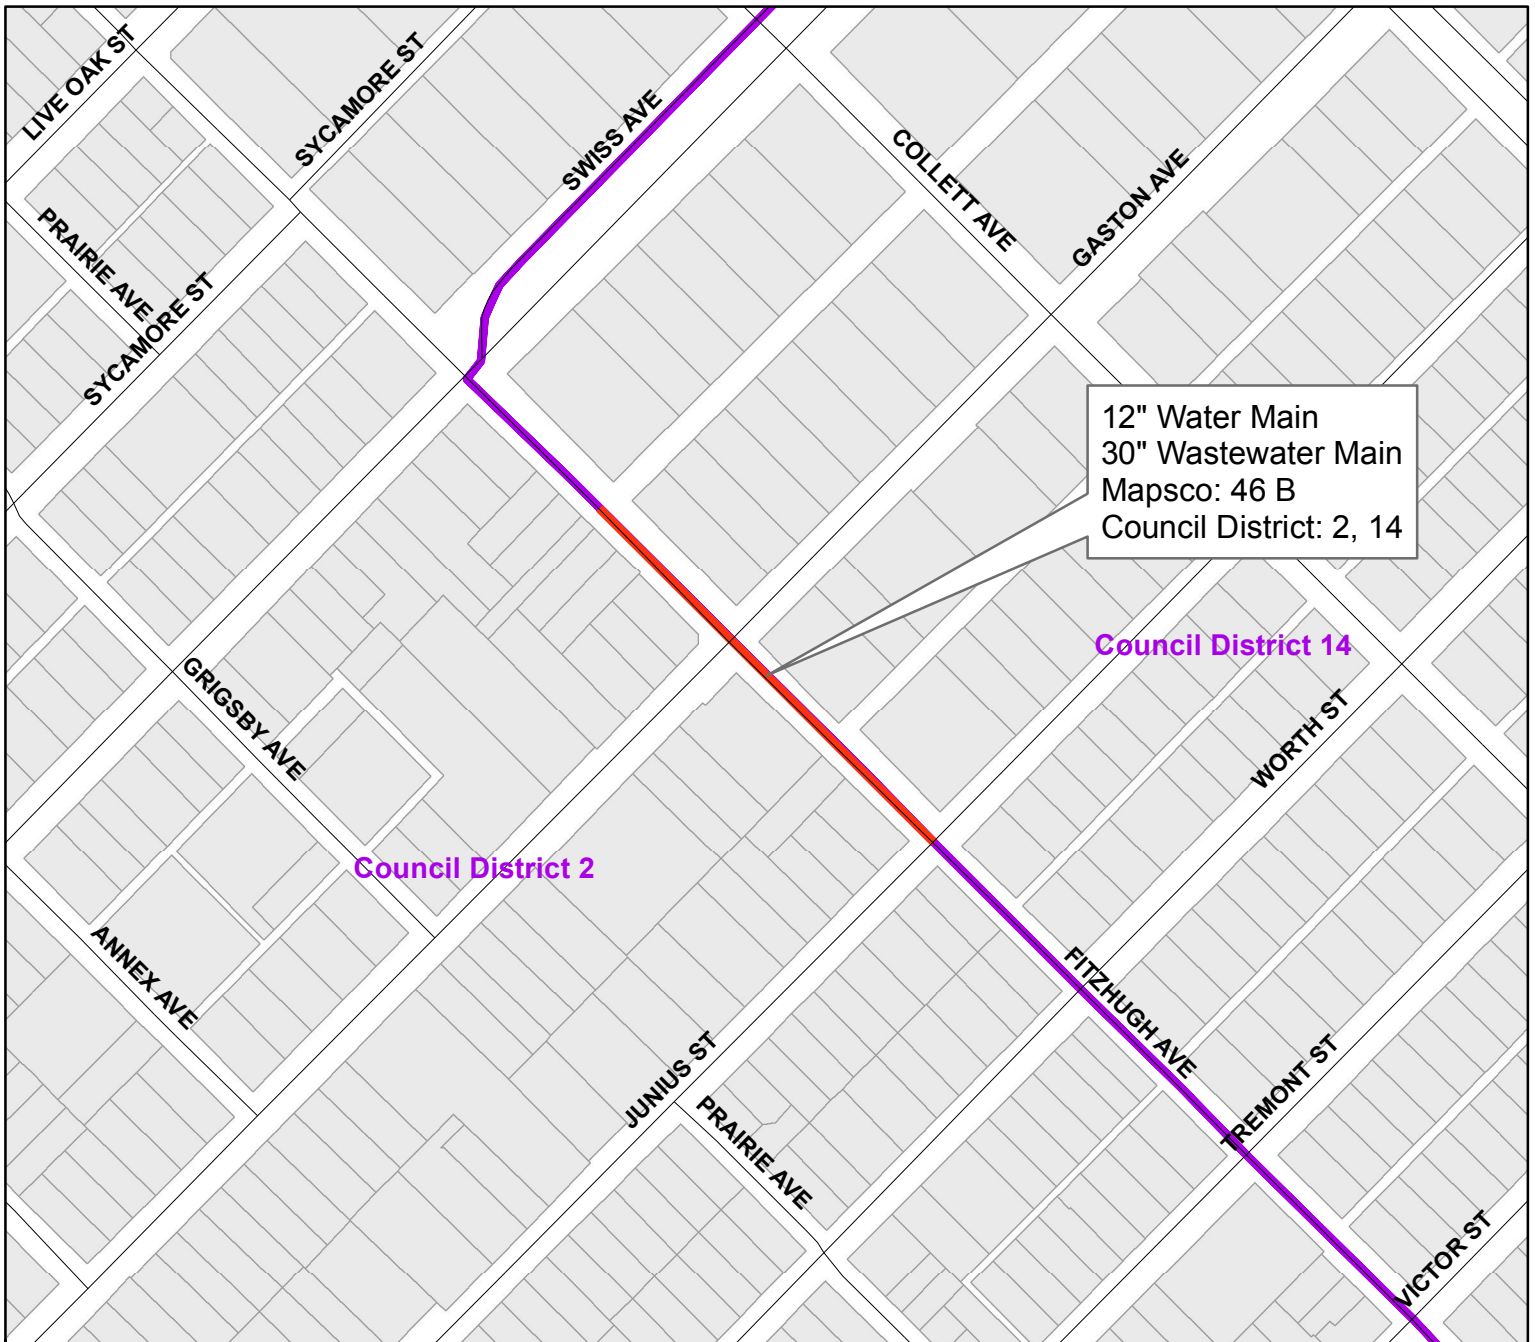 LIVE OAK ST
SYCAMORE ST
SWISS AVE
COLLETT AVE
GASTON AVE
PRAIRIE AVE
SYCAMORE ST
12" Water Main
30" Wastewater Main
Mapsco: 46 B
Council District: 2, 14
Council District 14
GRIGSBY AVE
WORTH ST
Council District 2
ANNEX AVE
FITZHUGH AVE
JUNIUS ST
PRAIRIE AVE
TREMONT ST
VICTOR ST